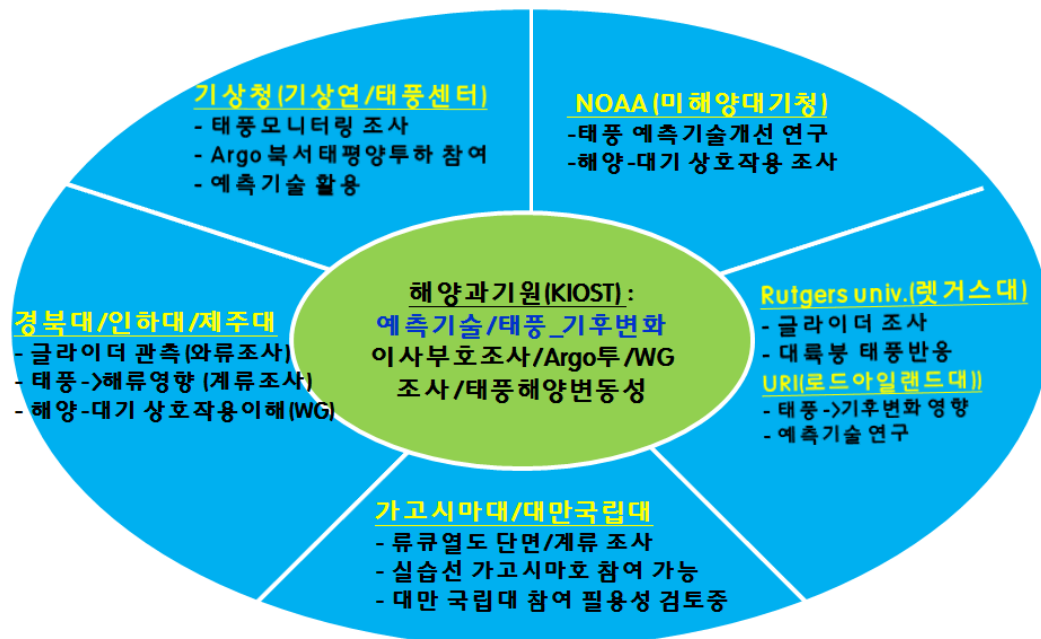 기상청(기상연/태풍센터)
- 태풍모니터링 조사
- Argo 북서태평양투하 참여
- 예측기술 활용
NOAA (미해양대기청)
-태풍 예측기술개선 연구
-해양-대기 상호작용 조사
경북대/인하대/제주대
- 글라이더 관측(와류조사)
- 태풍->해류영향 (계류조사)
- 해양-대기 상호작용이해(WG)
해양과기원(KIOST) :
예측기술/태풍_기후변화
이사부호조사/Argo투/WG
조사/태풍해양변동성
Rutgers univ.(렛거스대)
- 글라이더 조사
- 대륙붕 태풍반응
URI(로드아일랜드대))
- 태풍->기후변화 영향
- 예측기술 연구
가고시마대/대만국립대
- 류큐열도 단면/계류 조사
- 실습선 가고시마호 참여 가능
- 대만 국립대 참여 필용성 검토중